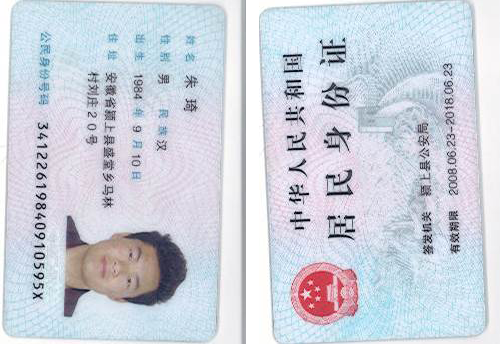 姓名 朱琦
性别 男 民族 汉
出生 1984 年 9 月 10 日
住址 安徽省颍上县盛堂乡马林
村刘庄20号
公民身份号码 34122619840910595X
中华人民共和国
居民身份证
签发机关 颍上县公安局
有效期限 2008.06.23-2018.06.23